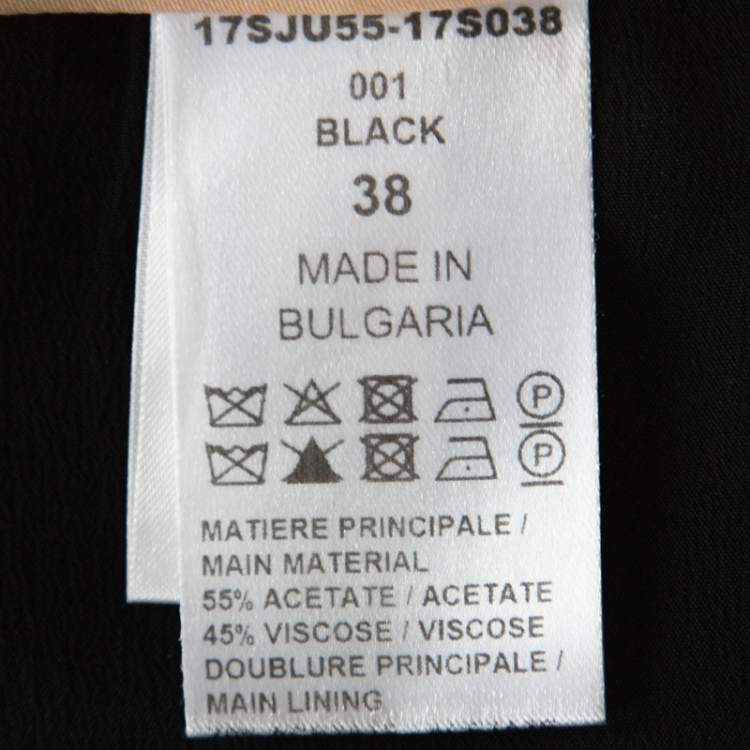 17SJU55-17S038
001
BLACK
38
MADE IN
BULGARIA
P
P
MATIERE PRINCIPALE /
MAIN MATERIAL
55% ACETATE / ACETATE
45% VISCOSE / VISCOSE
DOUBLURE PRINCIPALE /
MAIN LINING